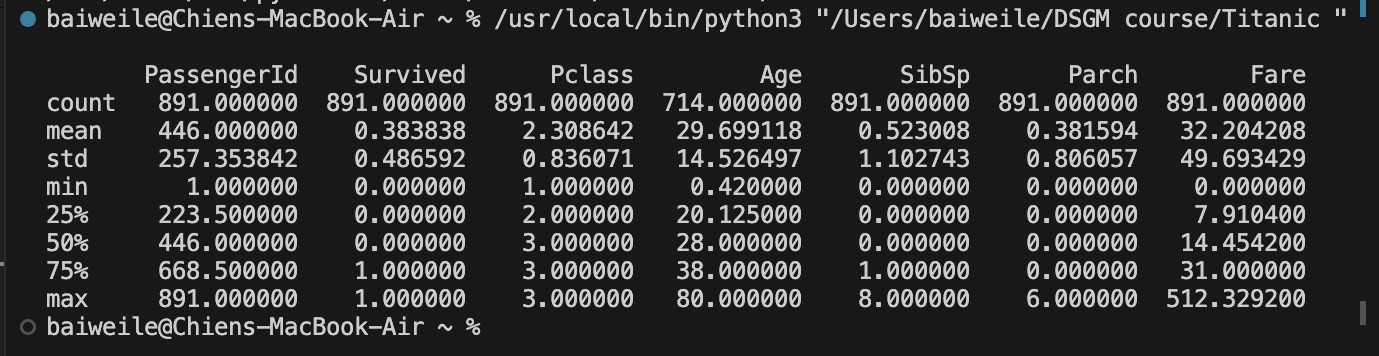 baiweile@Chiens-MacBook-Air ~ % /usr/local/bin/python3 "/Users/baiweile/DSGM course/Titanic "
PassengerId Survived Pclass Age SibSp Parch Fare
count 891.000000 891.000000 891.000000 714.000000 891.000000 891.000000 891.000000
mean 446.000000 0.383838 2.308642 29.699118 0.523008 0.381594 32.204208
std 257.353842 0.486592 0.836071 14.526497 1.102743 0.806057 49.693429
min 1.000000 0.000000 1.000000 0.420000 0.000000 0.000000 0.000000
25% 223.500000 0.000000 2.000000 20.125000 0.000000 0.000000 7.910400
50% 446.000000 0.000000 3.000000 28.000000 0.000000 0.000000 14.454200
75% 668.500000 1.000000 3.000000 38.000000 1.000000 0.000000 31.000000
max 891.000000 1.000000 3.000000 80.000000 8.000000 6.000000 512.329200
baiweile@Chiens-MacBook-Air ~ %